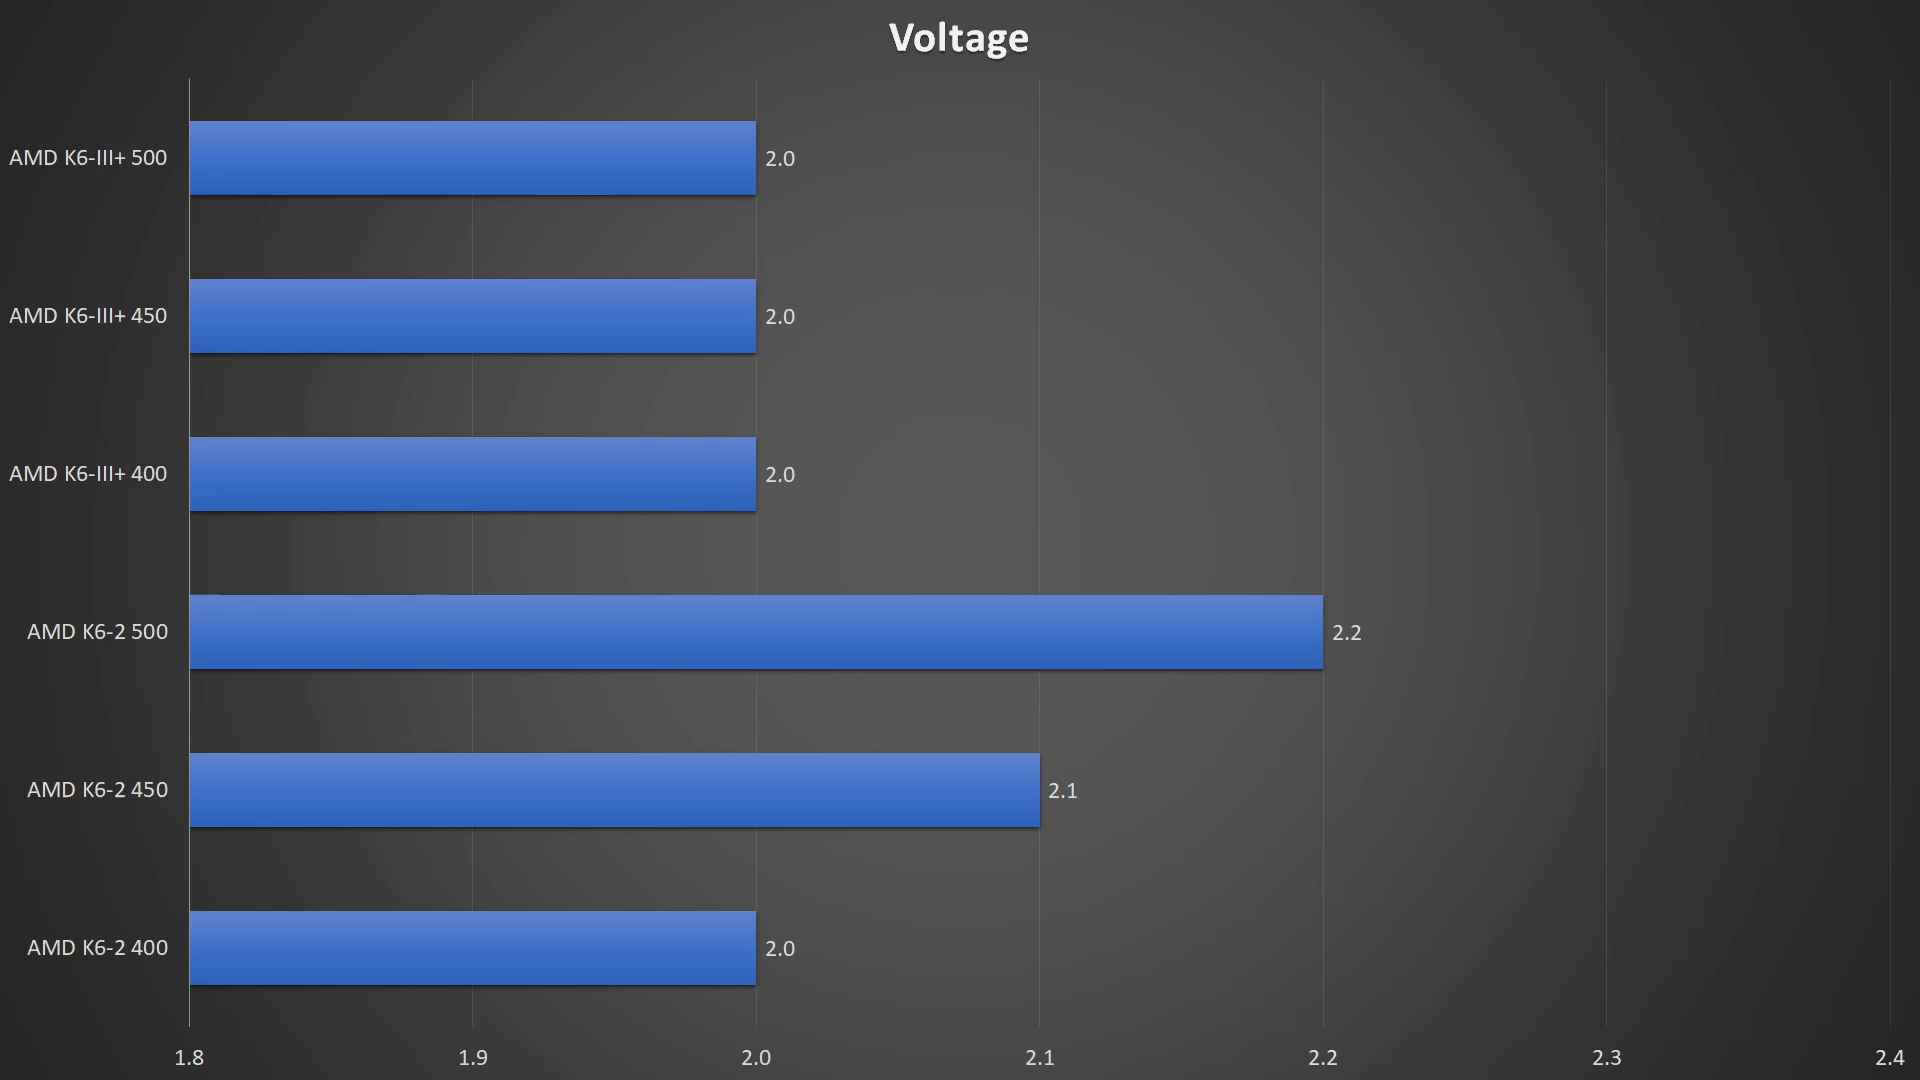 Voltage
AMD K6-III+ 500
2.0
AMD K6-III+ 450
2.0
AMD K6-III+ 400
2.0
AMD K6-2 500
2.2
AMD K6-2 450
2.1
AMD K6-2 400
2.0
1.8 1.9 2.0 2.1 2.2 2.3 2.4